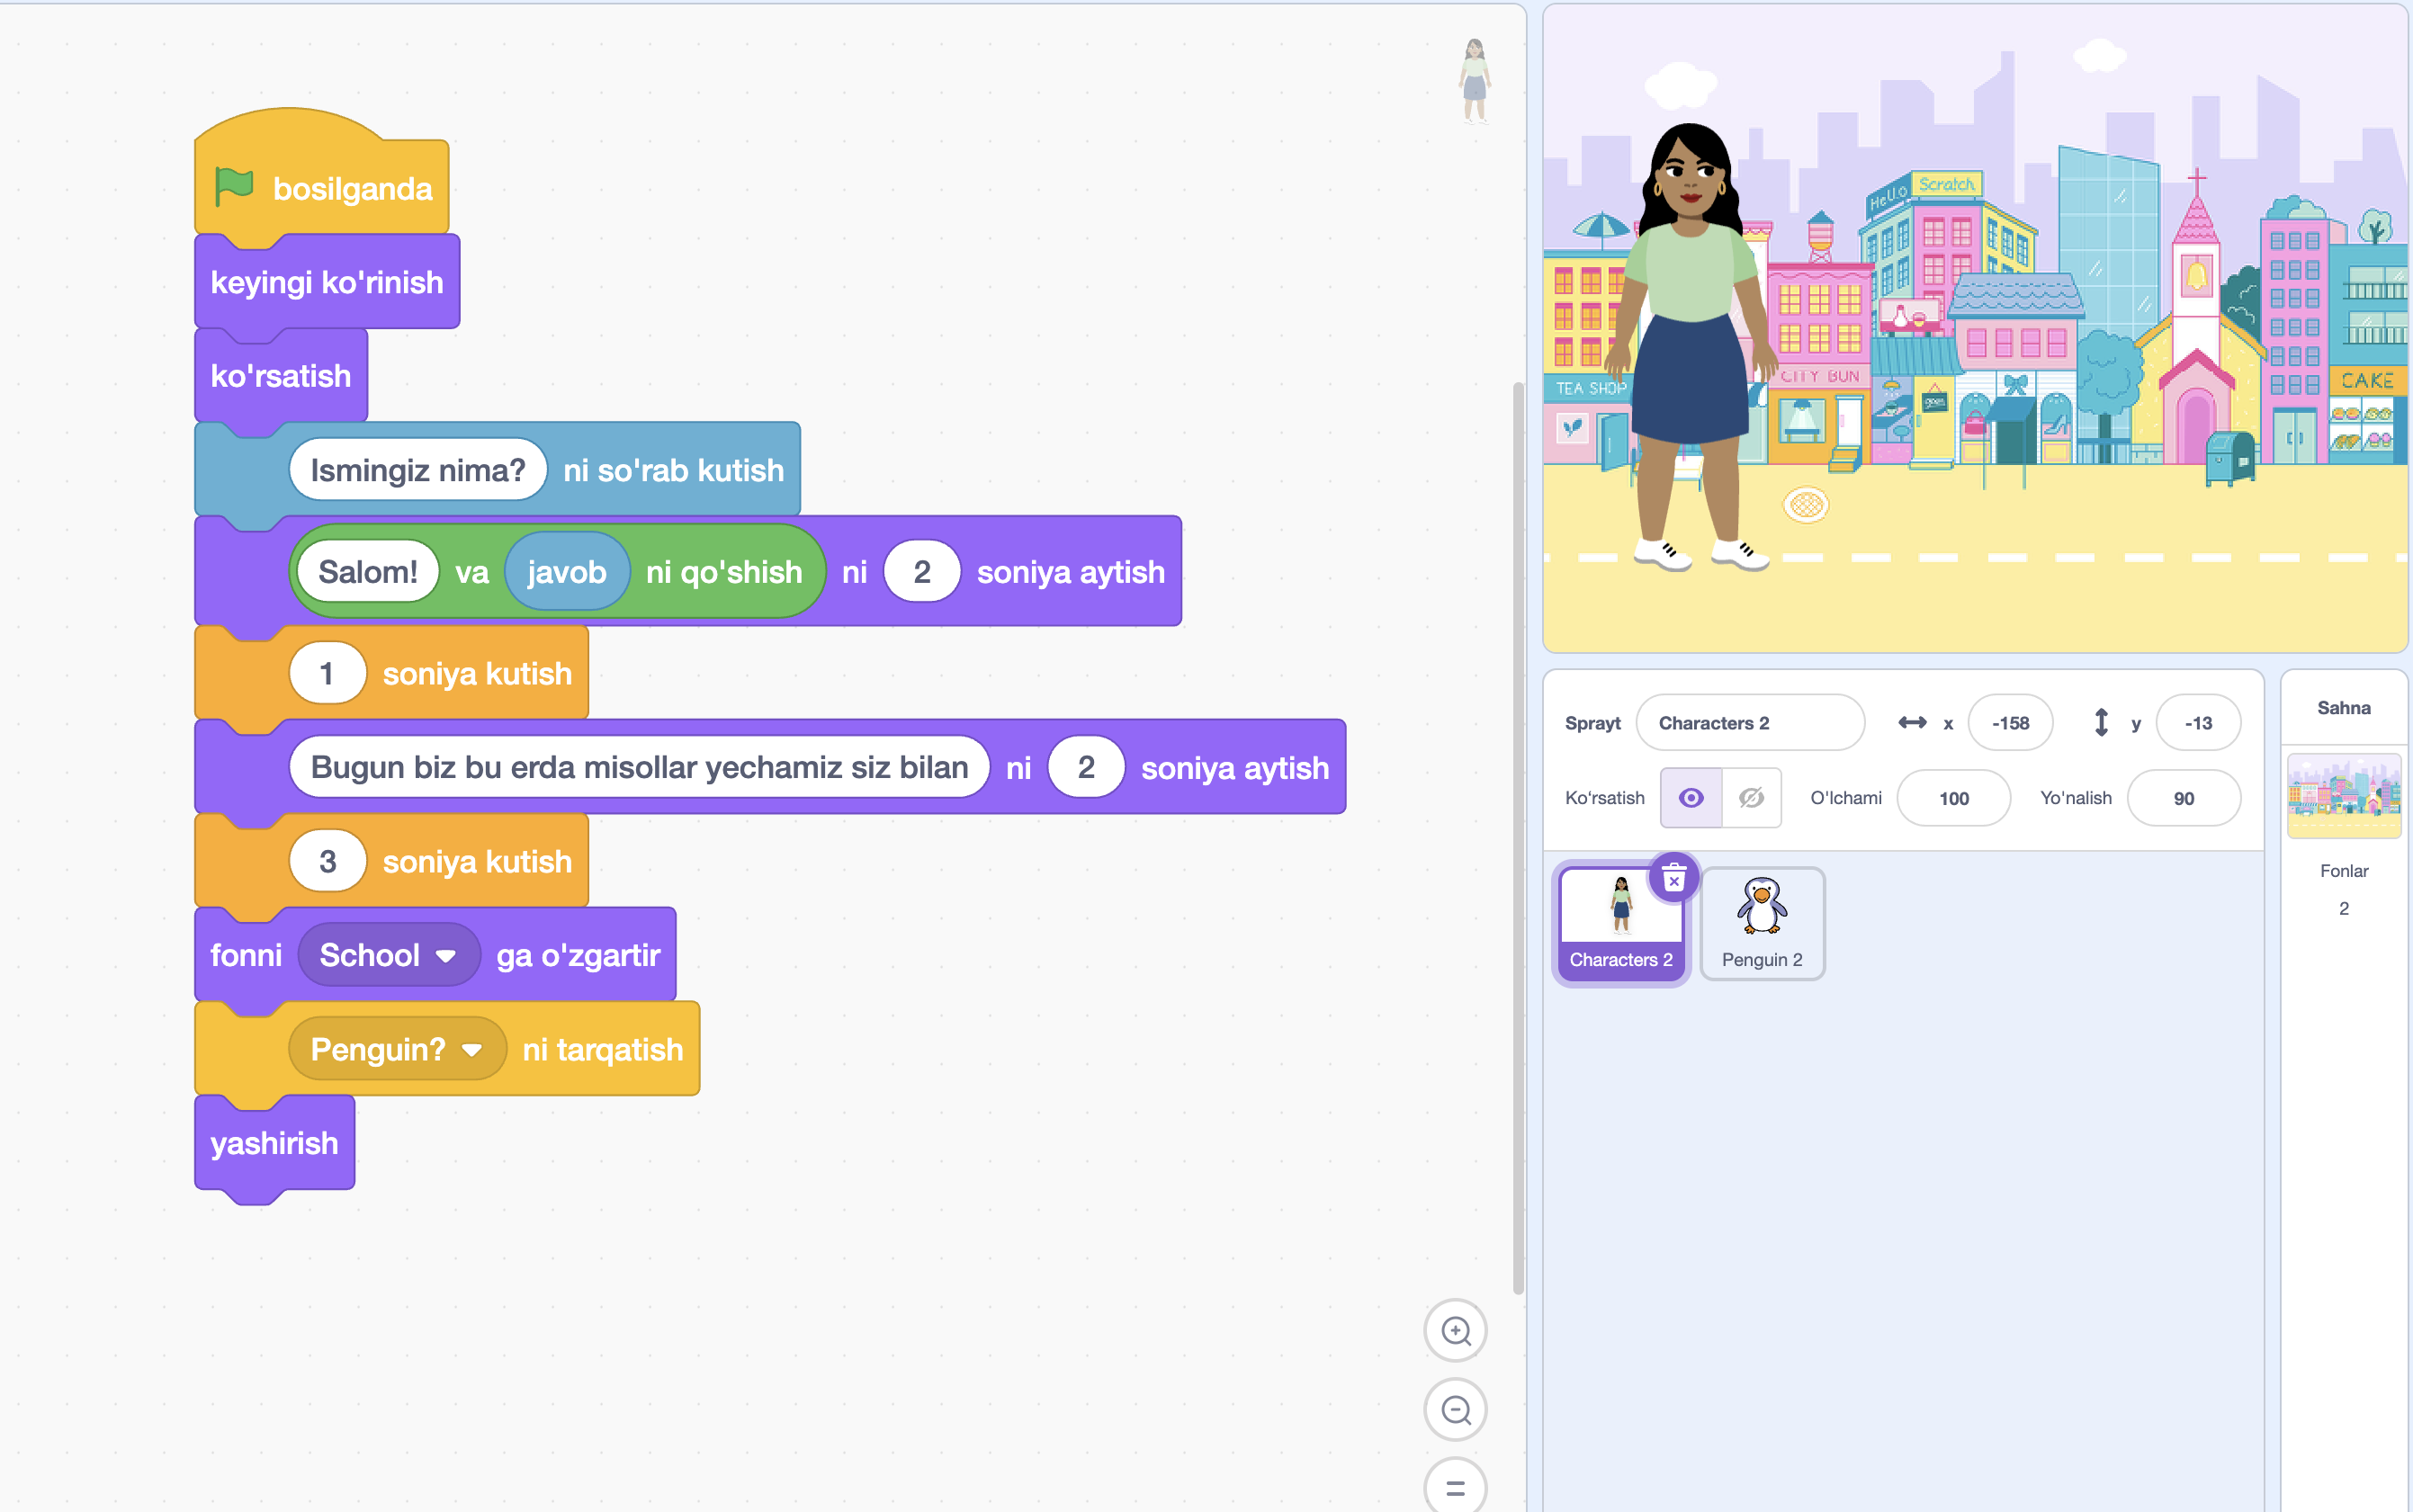 bosilganda
keyingi ko'rinish
ko'rsatish
Ismingiz nima? ni so'rab kutish
Salom! va javob ni qo'shish ni 2 soniya aytish
1 soniya kutish
Bugun biz bu erda misollar yechamiz siz bilan ni 2 soniya aytish
3 soniya kutish
fonni School ga o'zgartir
Penguin? ni tarqatish
yashirish
Hello Scratch
TEA SHOP
CITY BUN
open
CAKE
Sprayt Characters 2 x -158 y -13
Ko‘rsatish O'lchami 100 Yo'nalish 90
Characters 2
Penguin 2
Sahna
Fonlar
2